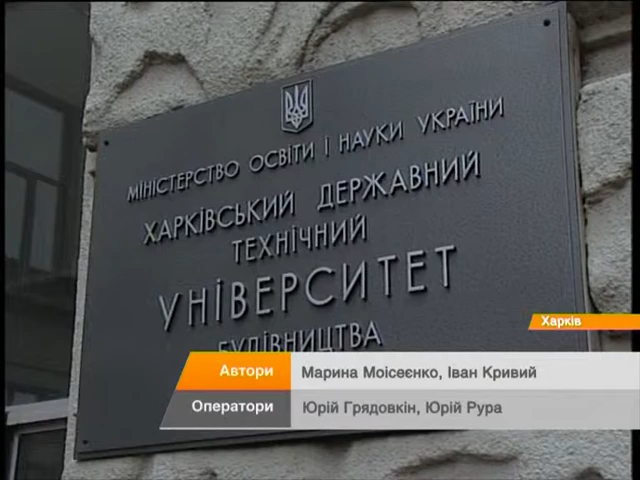 МІНІСТЕРСТВО ОСВІТИ І НАУКИ УКРАЇНИ
ХАРКІВСЬКИЙ ДЕРЖАВНИЙ
ТЕХНІЧНИЙ
УНІВЕРСИТЕТ
БУДІВНИЦТВА
Харків
Автори Марина Моісеєнко, Іван Кривий
Оператори Юрій Грядовкін, Юрій Рура